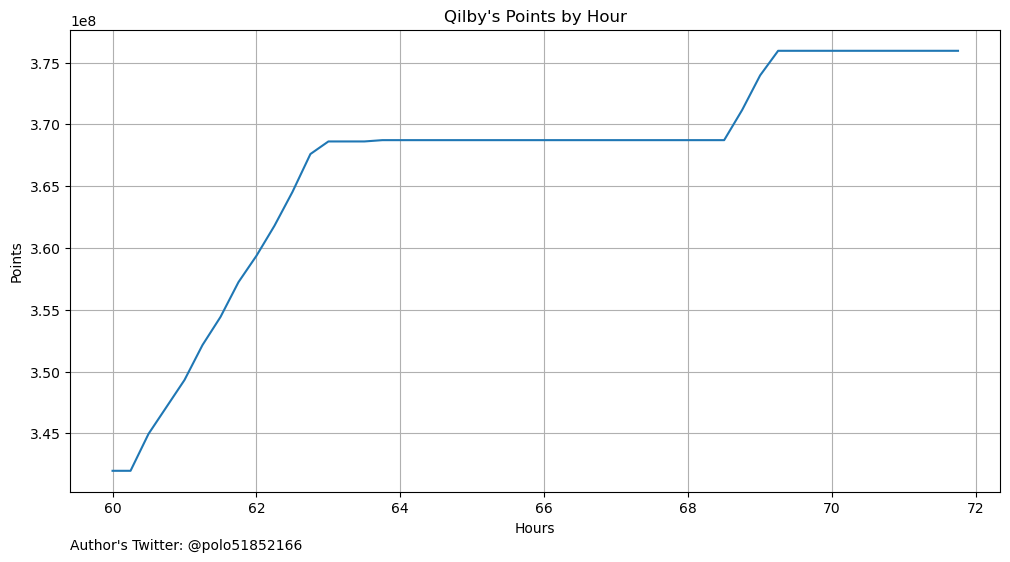 Qilby's Points by Hour
1e8
3.75
3.70
3.65
3.60
3.55
3.50
3.45
Points
60 62 64 66 68 70 72
Hours
Author's Twitter: @polo51852166